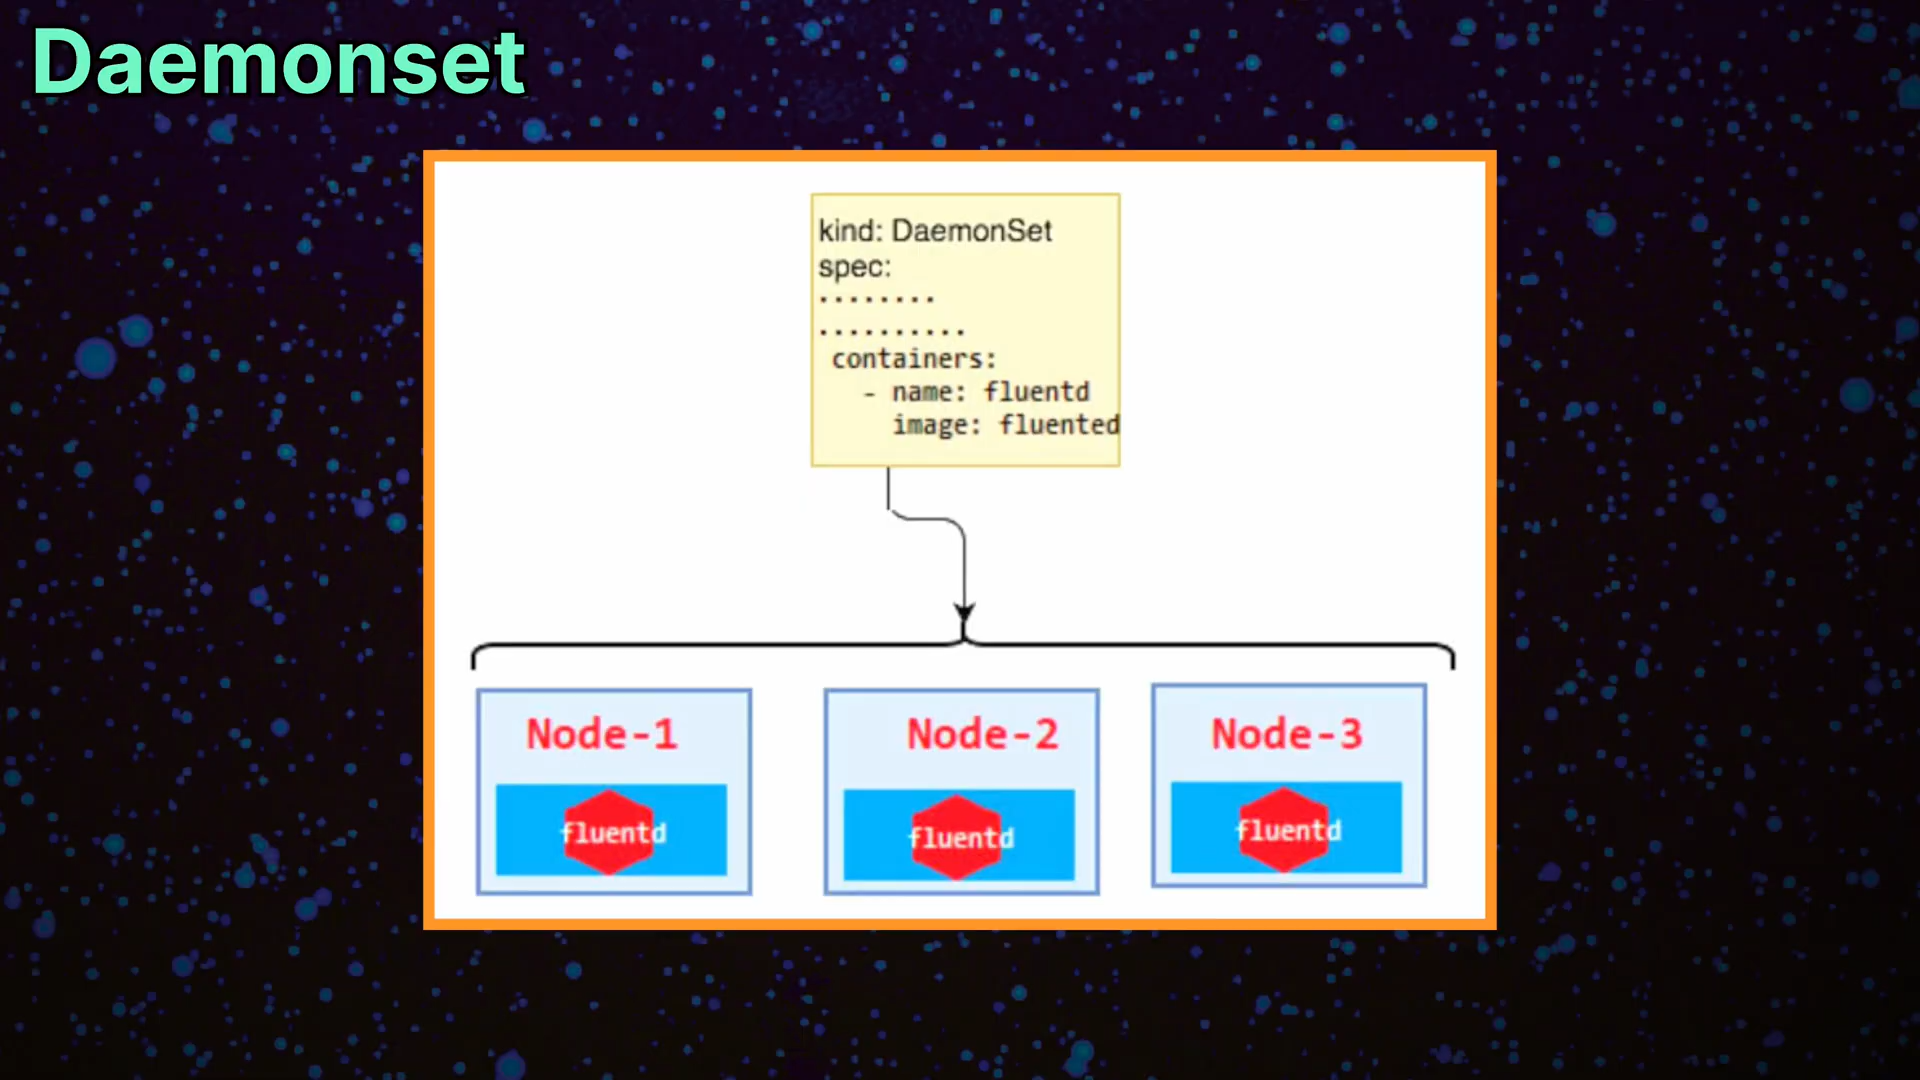 Daemonset
kind: DaemonSet
spec:
........
..........
containers:
- name: fluentd
image: fluented
Node-1
Node-2
Node-3
fluentd
fluentd
fluentd